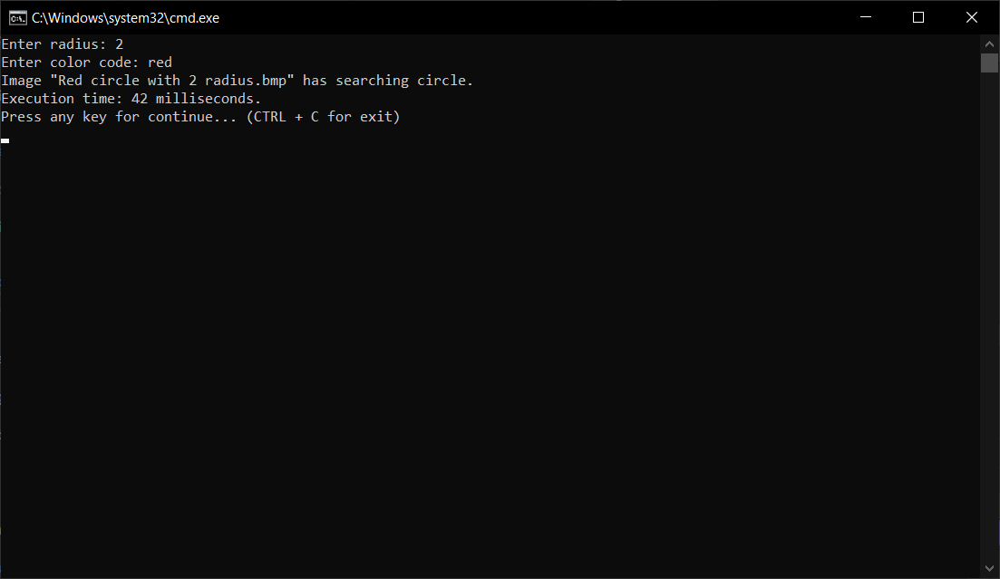 C:\Windows\system32\cmd.exe
Enter radius: 2
Enter color code: red
Image "Red circle with 2 radius.bmp" has searching circle.
Execution time: 42 milliseconds.
Press any key for continue... (CTRL + C for exit)